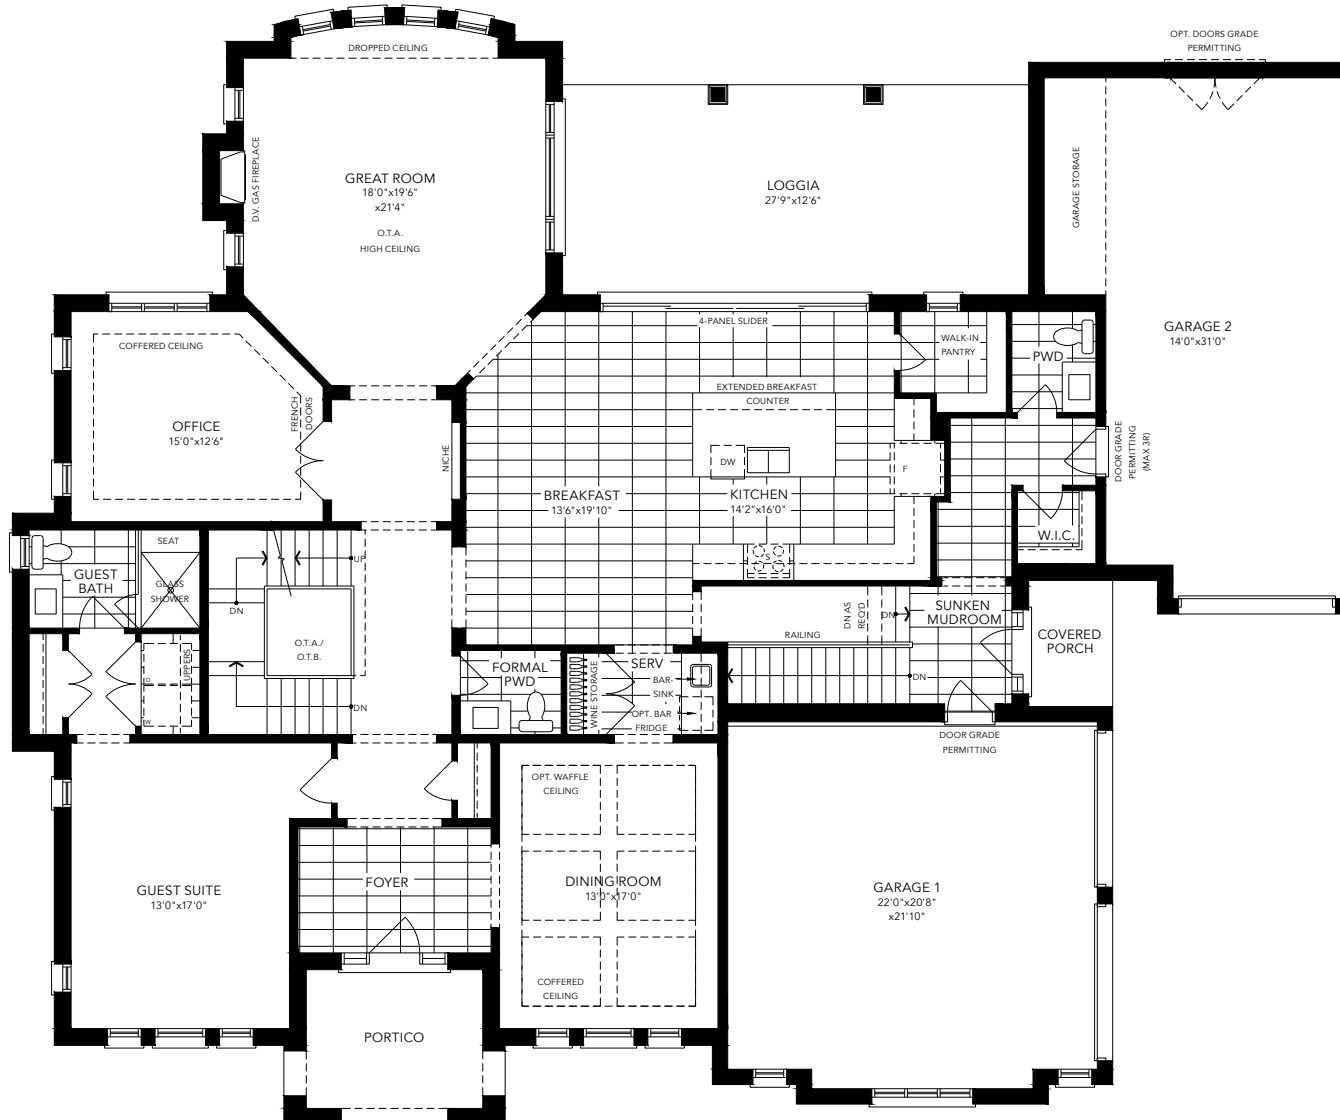 OPT. DOORS GRADE
PERMITTING
DROPPED CEILING
D.V. GAS FIREPLACE
GREAT ROOM
18'0"x19'6"
x21'4"
O.T.A.
HIGH CEILING
LOGGIA
27'9"x12'6"
GARAGE STORAGE
GARAGE 2
14'0"x31'0"
4-PANEL SLIDER
WALK-IN
PANTRY
PWD
COFFERED CEILING
OFFICE
15'0"x12'6"
FRENCH
DOORS
NICHE
EXTENDED BREAKFAST
COUNTER
DW
F
DOOR GRADE
PERMITTING
(MAX 3R)
BREAKFAST
13'6"x19'10"
KITCHEN
14'2"x16'0"
S
W.I.C.
SEAT
GUEST
BATH
GLASS
SHOWER
UP
DN
O.T.A./
O.T.B.
DN
UPPERS
D
W
FORMAL
PWD
WINE STORAGE
SERV
BAR-
SINK
OPT. BAR
FRIDGE
RAILING
DN AS
REQ'D
DN
DN
SUNKEN
MUDROOM
COVERED
PORCH
DOOR GRADE
PERMITTING
OPT. WAFFLE
CEILING
GUEST SUITE
13'0"x17'0"
FOYER
DINING ROOM
13'0"x17'0"
COFFERED
CEILING
GARAGE 1
22'0"x20'8"
x21'10"
PORTICO